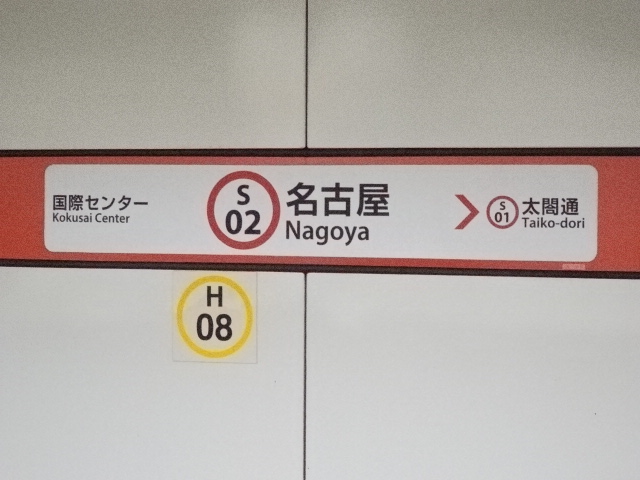 国際センター
Kokusai Center
S
02
名古屋
Nagoya
S
01
太閤通
Taiko-dori
H
08